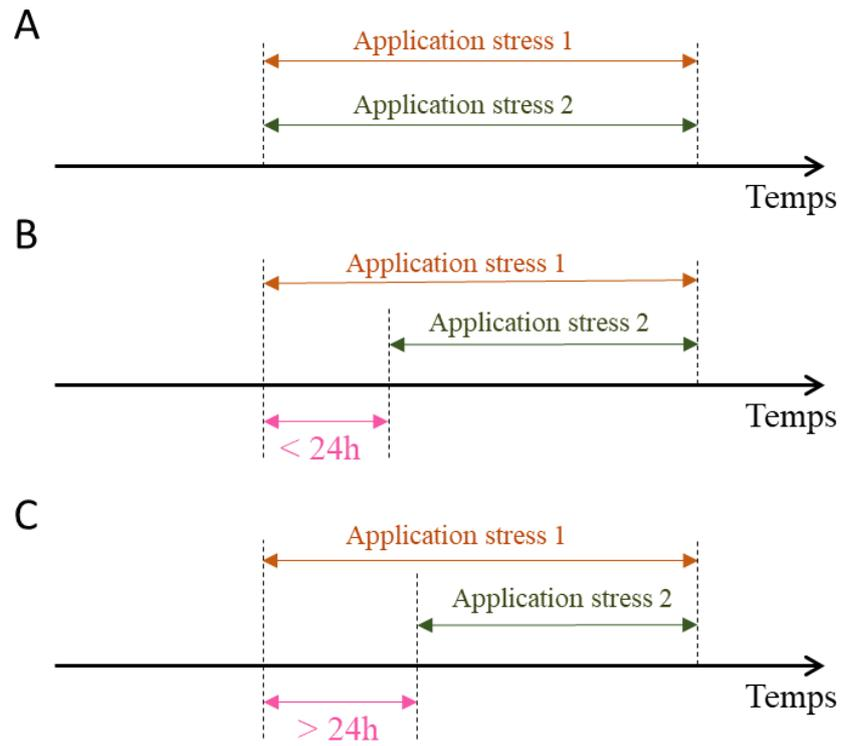 A
Application stress 1
Application stress 2
Temps
B
Application stress 1
Application stress 2
Temps
< 24h
C
Application stress 1
Application stress 2
Temps
> 24h